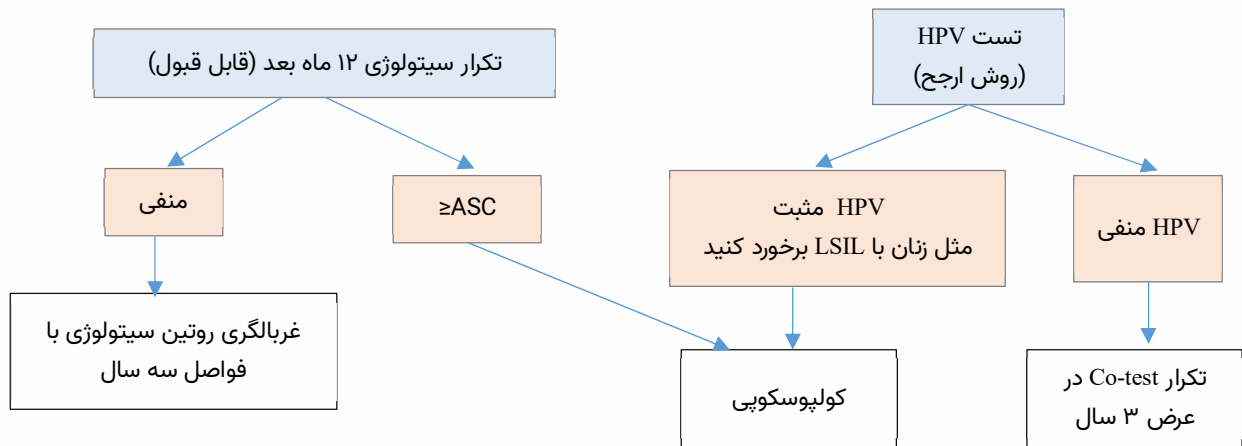 تست HPV
(روش ارجح)
تکرار سیتولوژی ۱۲ ماه بعد (قابل قبول)
HPV منفی
HPV مثبت
مثل زنان با LSIL برخورد کنید
≥ASC
منفی
تکرار Co-test در
عرض ۳ سال
کولپوسکوپی
غربالگری روتین سیتولوژی با
فواصل سه سال